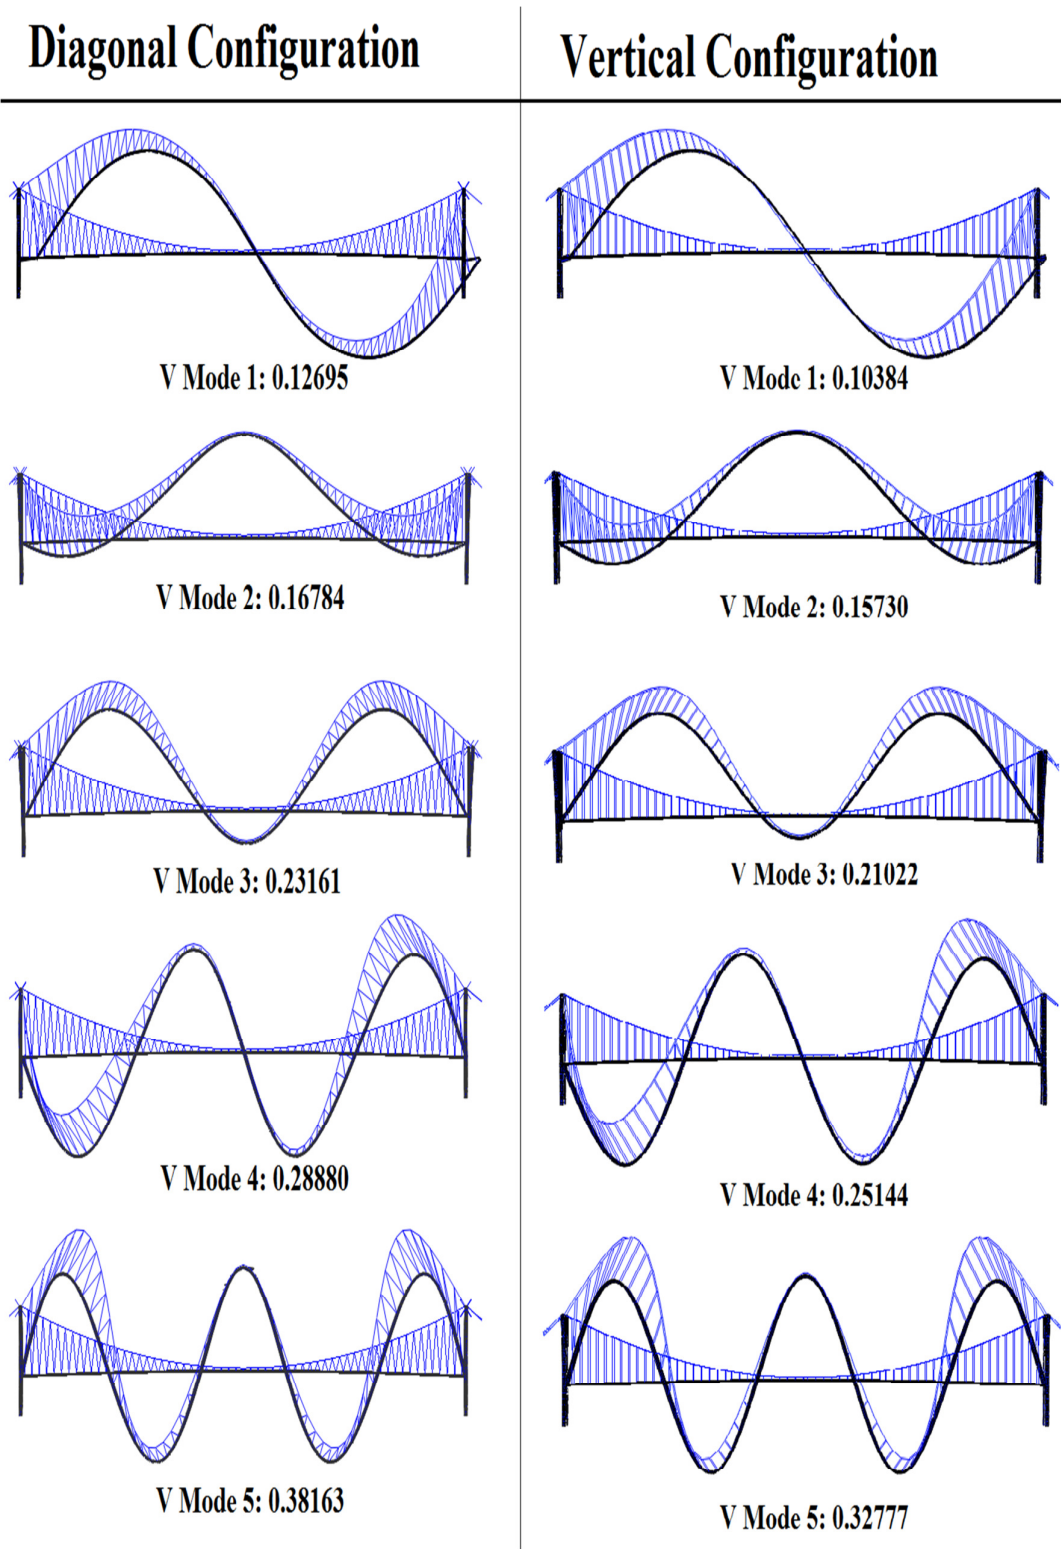 Diagonal Configuration
Vertical Configuration
V Mode 1: 0.12695
V Mode 1: 0.10384
V Mode 2: 0.16784
V Mode 2: 0.15730
V Mode 3: 0.23161
V Mode 3: 0.21022
V Mode 4: 0.28880
V Mode 4: 0.25144
V Mode 5: 0.38163
V Mode 5: 0.32777